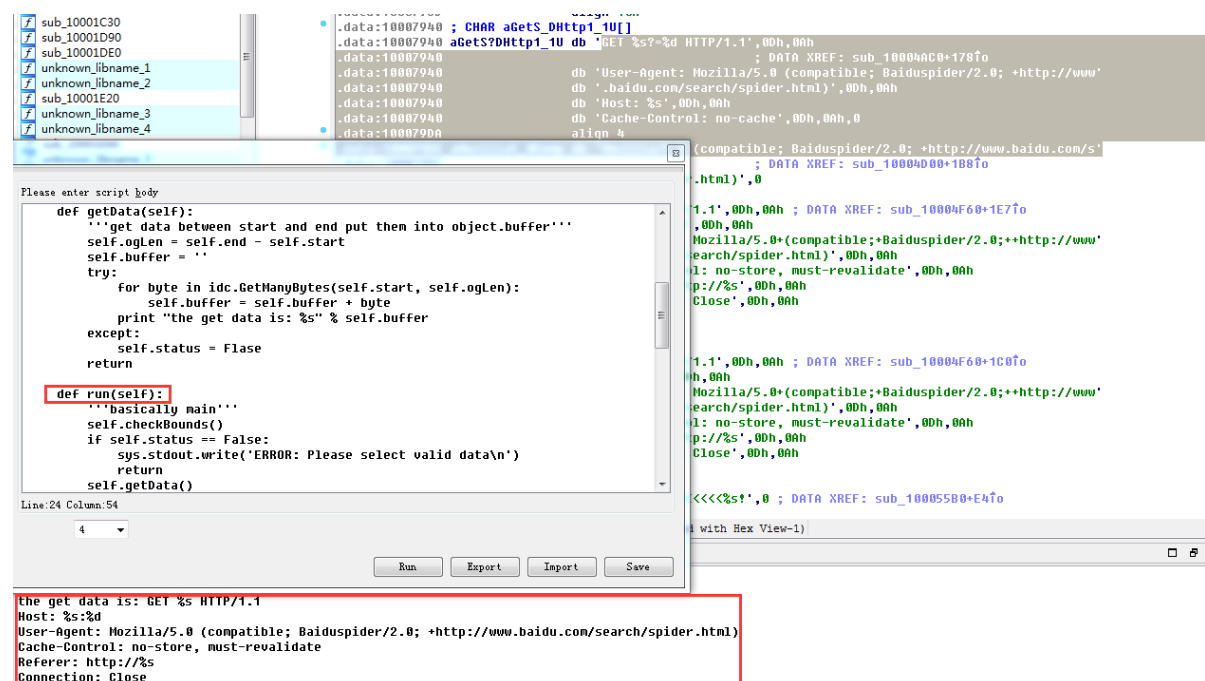 sub_10001C30
sub_10001D90
sub_10001DE0
unknown_libname_1
unknown_libname_2
sub_10001E20
unknown_libname_3
unknown_libname_4
.data:10007940 ; CHAR aGetS_DHttp1_1U[]
.data:10007940 aGetS?DHttp1_1U db 'GET %s?=%d HTTP/1.1',0Dh,0Ah
.data:10007940 ; DATA XREF: sub_10004AC0+178↑o
.data:10007940 db 'User-Agent: Mozilla/5.0 (compatible; Baiduspider/2.0; +http://www'
.data:10007940 db '.baidu.com/search/spider.html)',0Dh,0Ah
.data:10007940 db 'Host: %s',0Dh,0Ah
.data:10007940 db 'Cache-Control: no-cache',0Dh,0Ah,0
.data:100079DA align 4
(compatible; Baiduspider/2.0; +http://www.baidu.com/s'
; DATA XREF: sub_10004D00+1B8↑o
.html)',0
/1.1',0Dh,0Ah ; DATA XREF: sub_10004F60+1E7↑o
,0Dh,0Ah
Mozilla/5.0+(compatible;+Baiduspider/2.0;++http://www'
search/spider.html)',0Dh,0Ah
ol: no-store, must-revalidate',0Dh,0Ah
tp://%s',0Dh,0Ah
Close',0Dh,0Ah
/1.1',0Dh,0Ah ; DATA XREF: sub_10004F60+1C0↑o
Dh,0Ah
Mozilla/5.0+(compatible;+Baiduspider/2.0;++http://www'
search/spider.html)',0Dh,0Ah
ol: no-store, must-revalidate',0Dh,0Ah
tp://%s',0Dh,0Ah
Close',0Dh,0Ah
<<<<%s!',0 ; DATA XREF: sub_100055B0+E4↑o
d with Hex View-1)
Please enter script body
def getData(self):
'''get data between start and end put them into object.buffer'''
self.ogLen = self.end - self.start
self.buffer = ''
try:
for byte in idc.GetManyBytes(self.start, self.ogLen):
self.buffer = self.buffer + byte
print "the get data is: %s" % self.buffer
except:
self.status = Flase
return
def run(self):
'''basically main'''
self.checkBounds()
if self.status == False:
sys.stdout.write('ERROR: Please select valid data\n')
return
self.getData()
Line:24 Column:54
4
Run Export Import Save
the get data is: GET %s HTTP/1.1
Host: %s:%d
User-Agent: Mozilla/5.0 (compatible; Baiduspider/2.0; +http://www.baidu.com/search/spider.html)
Cache-Control: no-store, must-revalidate
Referer: http://%s
Connection: Close